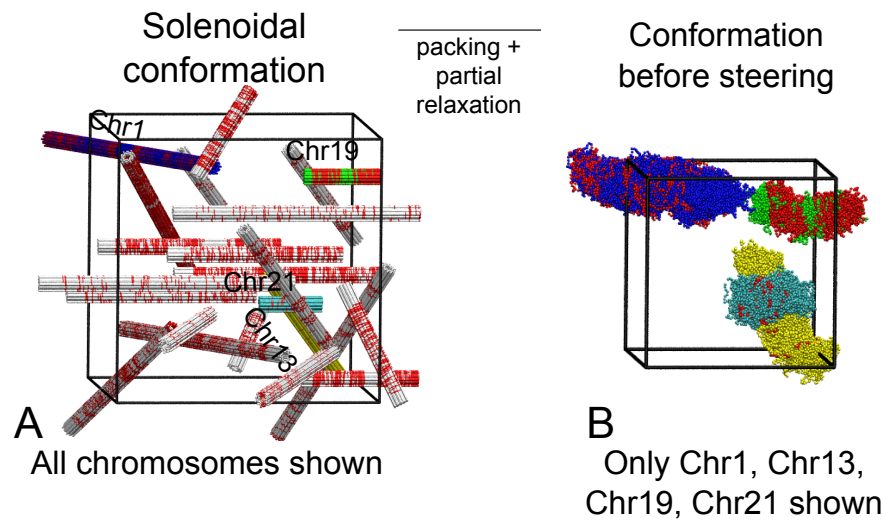 Solenoidal
conformation
packing +
partial
relaxation
Conformation
before steering
Chr1
Chr19
Chr21
Chr13
A
All chromosomes shown
B
Only Chr1, Chr13,
Chr19, Chr21 shown